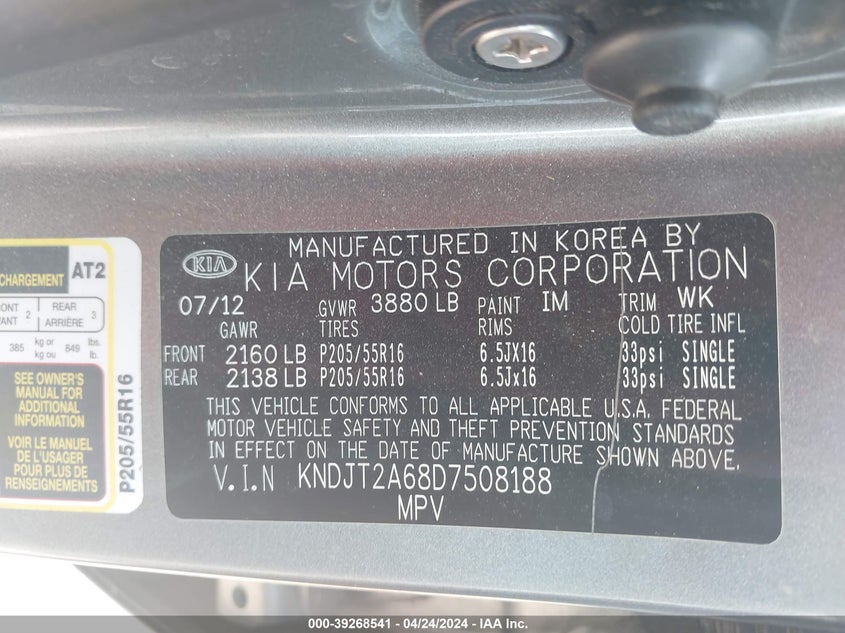 MANUFACTURED IN KOREA BY
KIA KIA MOTORS CORPORATION
07/12 GVWR 3880 LB PAINT IM TRIM WK
GAWR TIRES RIMS COLD TIRE INFL
FRONT 2160 LB P205/55R16 6.5JX16 33psi SINGLE
REAR 2138 LB P205/55R16 6.5Jx16 33psi SINGLE
THIS VEHICLE CONFORMS TO ALL APPLICABLE U.S.A. FEDERAL
MOTOR VEHICLE SAFETY AND THEFT PREVENTION STANDARDS
IN EFFECT ON THE DATE OF MANUFACTURE SHOWN ABOVE.
V.I.N KNDJT2A68D7508188
MPV
CHARGEMENT AT2
2 REAR 3
ARRIÈRE
385 kg or 849 lbs.
kg ou lb.
SEE OWNER'S
MANUAL FOR
ADDITIONAL
INFORMATION
VOIR LE MANUEL
DE L'USAGER
POUR PLUS DE
RENSEIGNEMENTS
P205/55R16
000-39268541 / 04/24/2024 - IAA Inc.